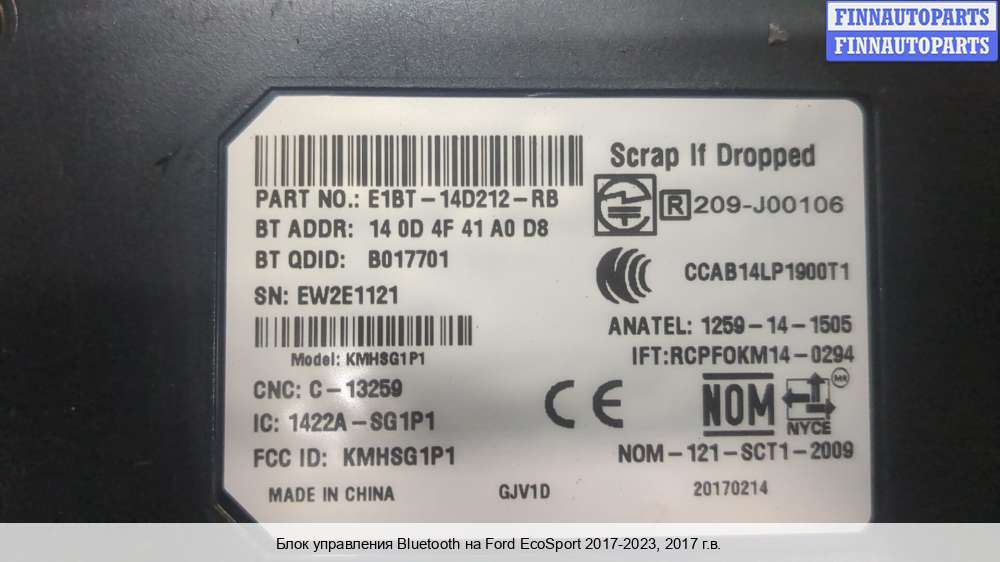 FINNAUTOPARTS
FINNAUTOPARTS
Scrap If Dropped
PART NO.: E1BT-14D212-RB
R 209-J00106
BT ADDR: 14 0D 4F 41 A0 D8
BT QDID: B017701
CCAB14LP1900T1
SN: EW2E1121
ANATEL: 1259-14-1505
Model: KMHSG1P1
IFT:RCPFOKM14-0294
CNC: C-13259
CE
NOM
MR
NYCE
IC: 1422A-SG1P1
FCC ID: KMHSG1P1
NOM-121-SCT1-2009
MADE IN CHINA
GJV1D
20170214
Блок управления Bluetooth на Ford EcoSport 2017-2023, 2017 г.в.